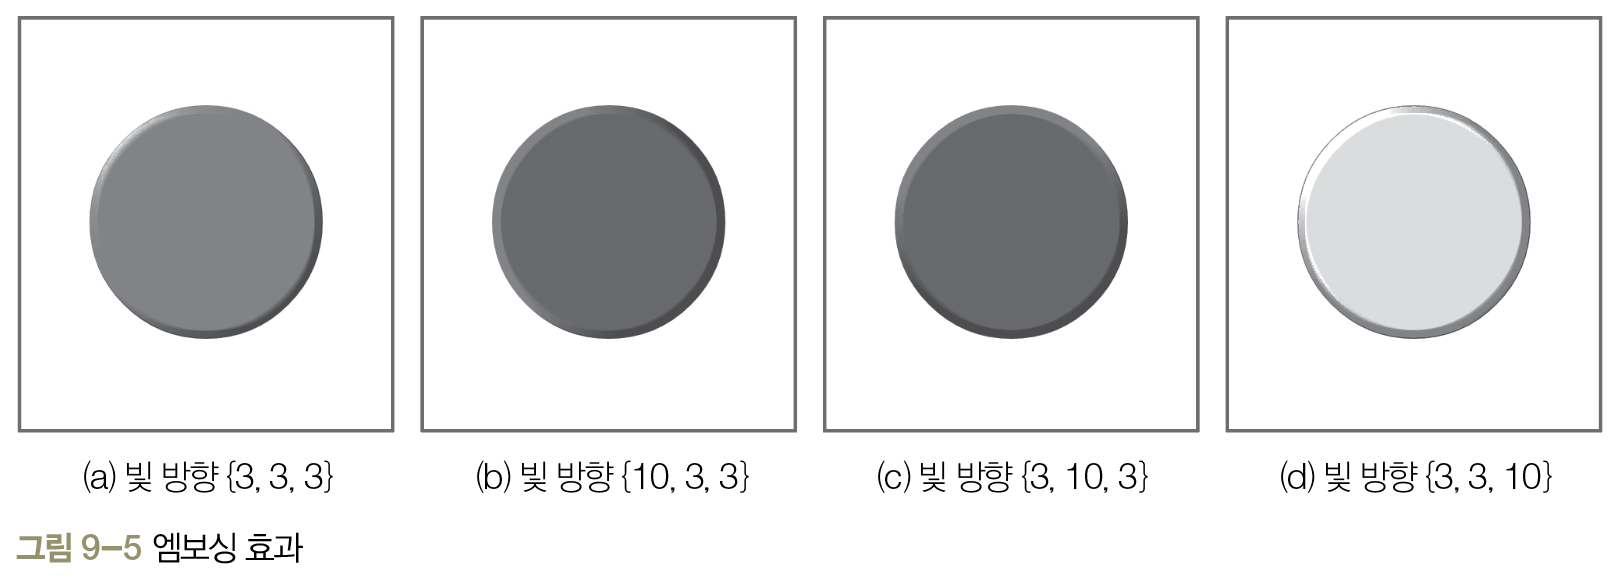 (a) 빛 방향 {3, 3, 3}
(b) 빛 방향 {10, 3, 3}
(c) 빛 방향 {3, 10, 3}
(d) 빛 방향 {3, 3, 10}
그림 9-5 엠보싱 효과